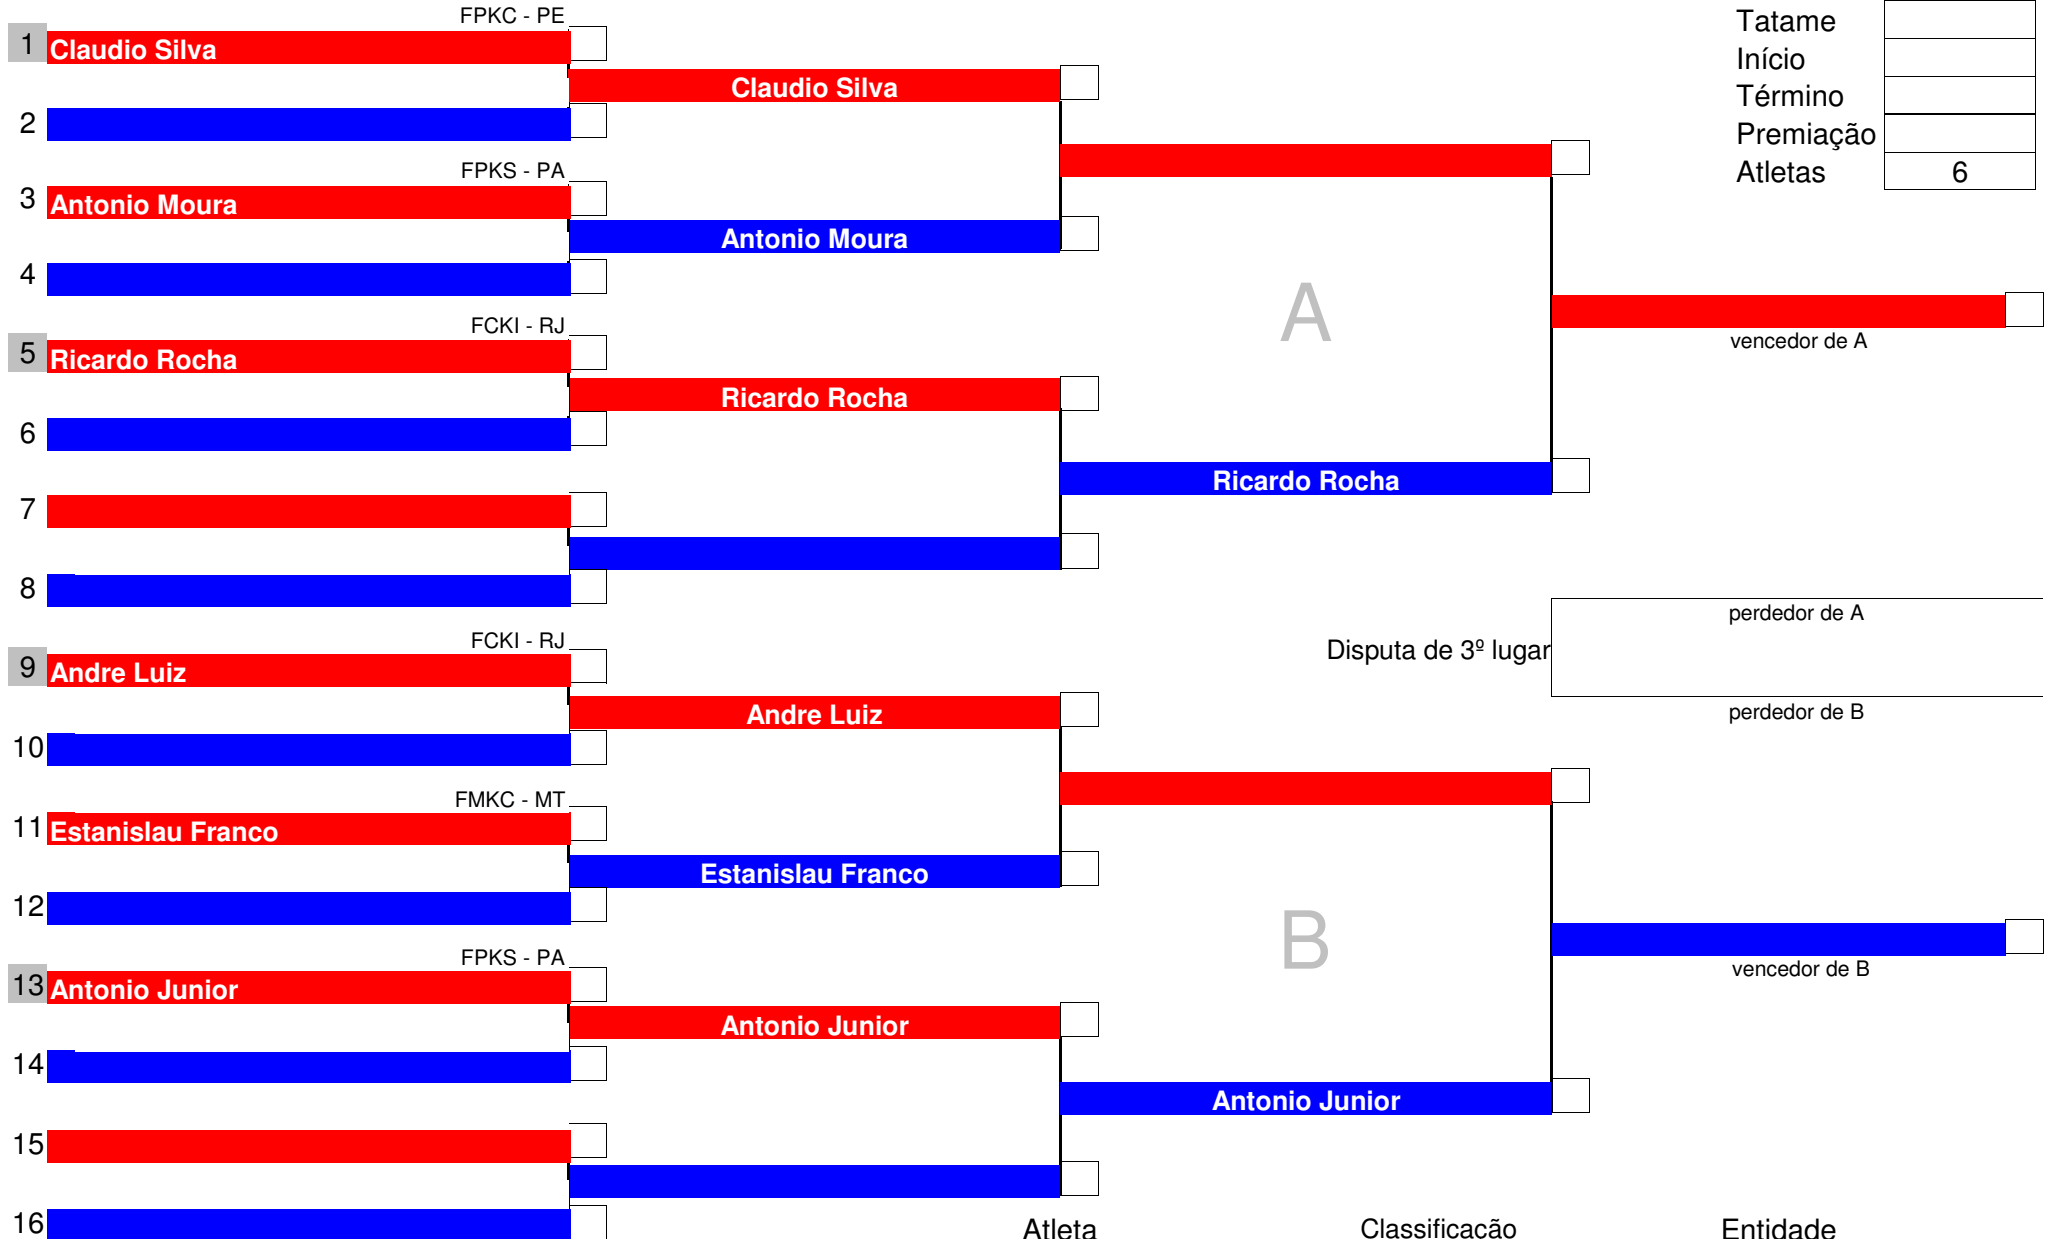 FPKC - PE
1 Claudio Silva
Claudio Silva
2
FPKS - PA
3 Antonio Moura
Antonio Moura
4
FCKI - RJ
5 Ricardo Rocha
Ricardo Rocha
6
Ricardo Rocha
7
8
A
vencedor de A
Tatame
Início
Término
Premiação
Atletas 6
Disputa de 3º lugar
perdedor de A
perdedor de B
FCKI - RJ
9 Andre Luiz
Andre Luiz
10
FMKC - MT
11 Estanislau Franco
Estanislau Franco
12
FPKS - PA
13 Antonio Junior
Antonio Junior
14
Antonio Junior
15
16
B
vencedor de B
Atleta Classificacão Entidade